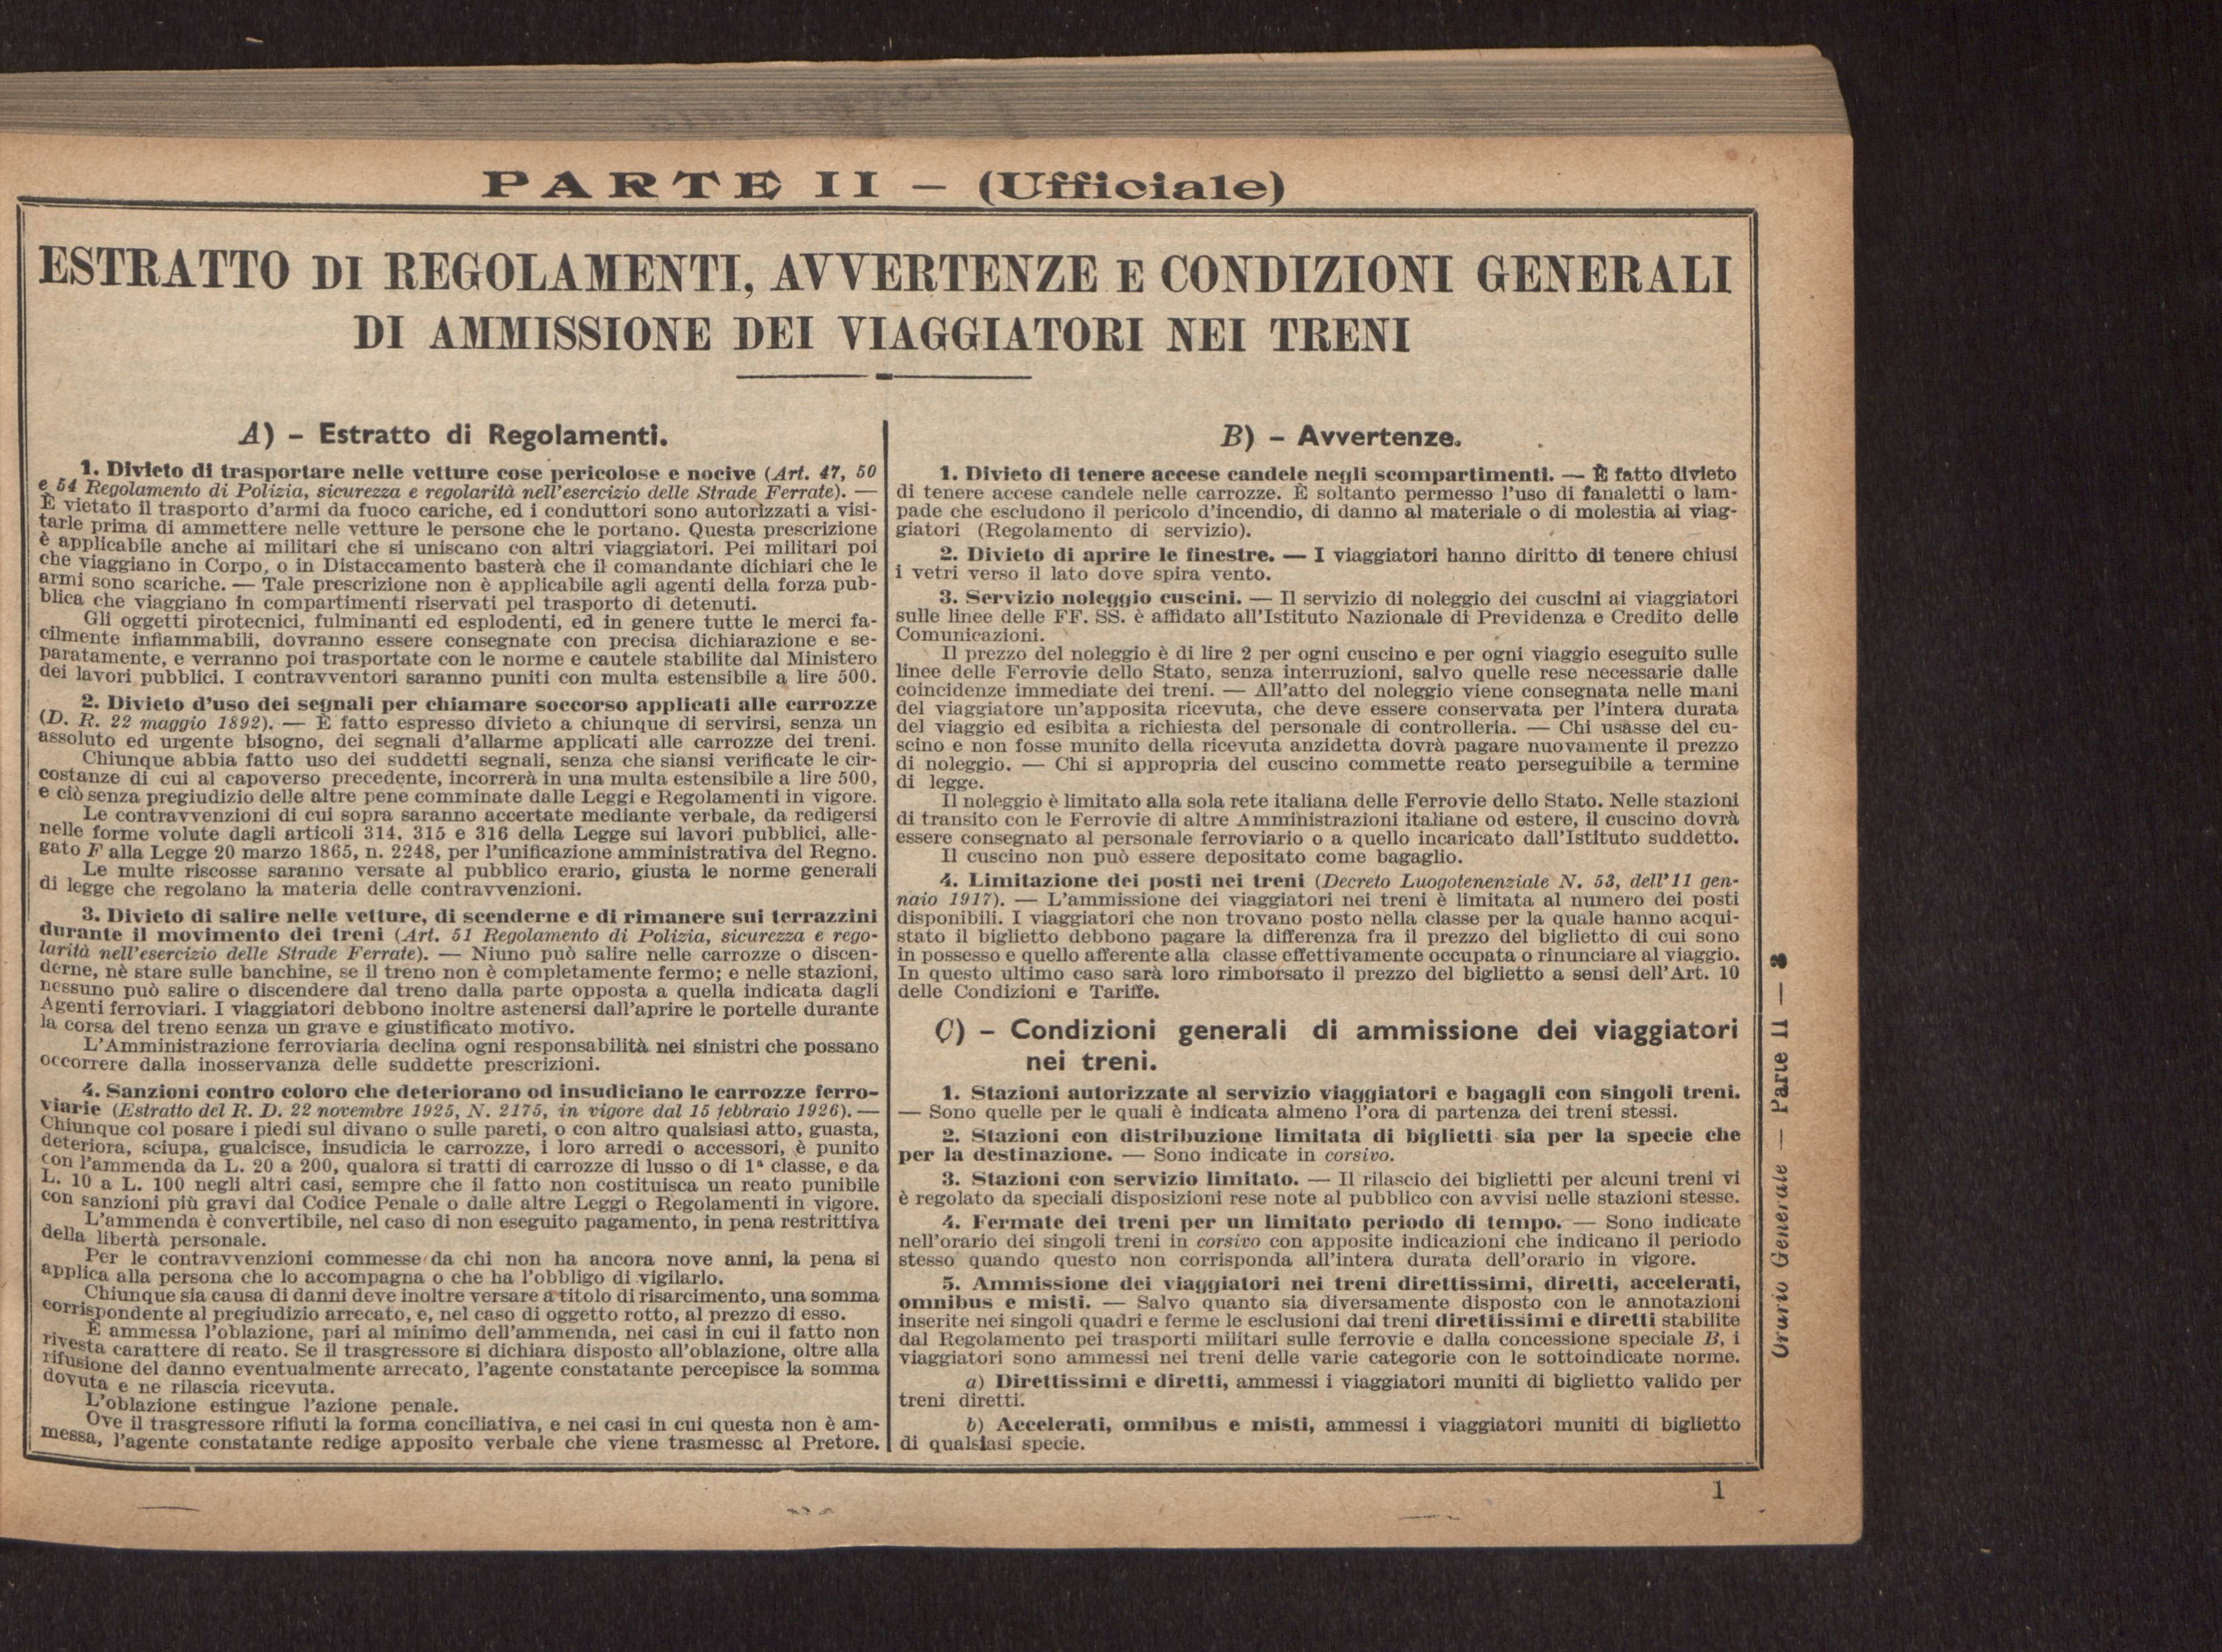 PARTE II – (Ufficiale)
ESTRATTO DI REGOLAMENTI, AVVERTENZE E CONDIZIONI GENERALI
DI AMMISSIONE DEI VIAGGIATORI NEI TRENI
A) – Estratto di Regolamenti.
1. Divieto di trasportare nelle vetture cose pericolose e nocive (Art. 47, 50
e 54 Regolamento di Polizia, sicurezza e regolarità nell'esercizio delle Strade Ferrate). —
È vietato il trasporto d'armi da fuoco cariche, ed i conduttori sono autorizzati a visi-
tarle prima di ammettere nelle vetture le persone che le portano. Questa prescrizione
è applicabile anche ai militari che si uniscano con altri viaggiatori. Pei militari poi
che viaggiano in Corpo, o in Distaccamento basterà che il comandante dichiari che le
armi sono scariche. — Tale prescrizione non è applicabile agli agenti della forza pub-
blica che viaggiano in compartimenti riservati pel trasporto di detenuti.
Gli oggetti pirotecnici, fulminanti ed esplodenti, ed in genere tutte le merci fa-
cilmente infiammabili, dovranno essere consegnate con precisa dichiarazione e se-
paratamente, e verranno poi trasportate con le norme e cautele stabilite dal Ministero
dei lavori pubblici. I contravventori saranno puniti con multa estensibile a lire 500.
2. Divieto d'uso dei segnali per chiamare soccorso applicati alle carrozze
(D. R. 22 maggio 1892). — È fatto espresso divieto a chiunque di servirsi, senza un
assoluto ed urgente bisogno, dei segnali d'allarme applicati alle carrozze dei treni.
Chiunque abbia fatto uso dei suddetti segnali, senza che siansi verificate le cir-
costanze di cui al capoverso precedente, incorrerà in una multa estensibile a lire 500,
e ciò senza pregiudizio delle altre pene comminate dalle Leggi e Regolamenti in vigore.
Le contravvenzioni di cui sopra saranno accertate mediante verbale, da redigersi
nelle forme volute dagli articoli 314, 315 e 316 della Legge sui lavori pubblici, alle-
gato F alla Legge 20 marzo 1865, n. 2248, per l'unificazione amministrativa del Regno.
Le multe riscosse saranno versate al pubblico erario, giusta le norme generali
di legge che regolano la materia delle contravvenzioni.
3. Divieto di salire nelle vetture, di scenderne e di rimanere sui terrazzini
durante il movimento dei treni (Art. 51 Regolamento di Polizia, sicurezza e rego-
larità nell'esercizio delle Strade Ferrate). — Niuno può salire nelle carrozze o discen-
derne, nè stare sulle banchine, se il treno non è completamente fermo; e nelle stazioni,
nessuno può salire o discendere dal treno dalla parte opposta a quella indicata dagli
Agenti ferroviari. I viaggiatori debbono inoltre astenersi dall'aprire le portelle durante
la corsa del treno senza un grave e giustificato motivo.
L'Amministrazione ferroviaria declina ogni responsabilità nei sinistri che possano
occorrere dalla inosservanza delle suddette prescrizioni.
4. Sanzioni contro coloro che deteriorano od insudiciano le carrozze ferro-
viarie (Estratto del R. D. 22 novembre 1925, N. 2175, in vigore dal 15 febbraio 1926). —
Chiunque col posare i piedi sul divano o sulle pareti, o con altro qualsiasi atto, guasta,
deteriora, sciupa, gualcisce, insudicia le carrozze, i loro arredi o accessori, è punito
con l'ammenda da L. 20 a 200, qualora si tratti di carrozze di lusso o di 1ª classe, e da
L. 10 a L. 100 negli altri casi, sempre che il fatto non costituisca un reato punibile
con sanzioni più gravi dal Codice Penale o dalle altre Leggi o Regolamenti in vigore.
L'ammenda è convertibile, nel caso di non eseguito pagamento, in pena restrittiva
della libertà personale.
Per le contravvenzioni commesse da chi non ha ancora nove anni, la pena si
applica alla persona che lo accompagna o che ha l'obbligo di vigilarlo.
Chiunque sia causa di danni deve inoltre versare a titolo di risarcimento, una somma
corrispondente al pregiudizio arrecato, e, nel caso di oggetto rotto, al prezzo di esso.
È ammessa l'oblazione, pari al minimo dell'ammenda, nei casi in cui il fatto non
rivesta carattere di reato. Se il trasgressore si dichiara disposto all'oblazione, oltre alla
rifusione del danno eventualmente arrecato, l'agente constatante percepisce la somma
dovuta e ne rilascia ricevuta.
L'oblazione estingue l'azione penale.
Ove il trasgressore rifiuti la forma conciliativa, e nei casi in cui questa non è am-
messa, l'agente constatante redige apposito verbale che viene trasmesso al Pretore.
B) – Avvertenze.
1. Divieto di tenere accese candele negli scompartimenti. — È fatto divieto
di tenere accese candele nelle carrozze. È soltanto permesso l'uso di fanaletti o lam-
pade che escludono il pericolo d'incendio, di danno al materiale o di molestia ai viag-
giatori (Regolamento di servizio).
2. Divieto di aprire le finestre. — I viaggiatori hanno diritto di tenere chiusi
i vetri verso il lato dove spira vento.
3. Servizio noleggio cuscini. — Il servizio di noleggio dei cuscini ai viaggiatori
sulle linee delle FF. SS. è affidato all'Istituto Nazionale di Previdenza e Credito delle
Comunicazioni.
Il prezzo del noleggio è di lire 2 per ogni cuscino e per ogni viaggio eseguito sulle
linee delle Ferrovie dello Stato, senza interruzioni, salvo quelle rese necessarie dalle
coincidenze immediate dei treni. — All'atto del noleggio viene consegnata nelle mani
del viaggiatore un'apposita ricevuta, che deve essere conservata per l'intera durata
del viaggio ed esibita a richiesta del personale di controlleria. — Chi usasse del cu-
scino e non fosse munito della ricevuta anzidetta dovrà pagare nuovamente il prezzo
di noleggio. — Chi si appropria del cuscino commette reato perseguibile a termine
di legge.
Il noleggio è limitato alla sola rete italiana delle Ferrovie dello Stato. Nelle stazioni
di transito con le Ferrovie di altre Amministrazioni italiane od estere, il cuscino dovrà
essere consegnato al personale ferroviario o a quello incaricato dall'Istituto suddetto.
Il cuscino non può essere depositato come bagaglio.
4. Limitazione dei posti nei treni (Decreto Luogotenenziale N. 53, dell'11 gen-
naio 1917). — L'ammissione dei viaggiatori nei treni è limitata al numero dei posti
disponibili. I viaggiatori che non trovano posto nella classe per la quale hanno acqui-
stato il biglietto debbono pagare la differenza fra il prezzo del biglietto di cui sono
in possesso e quello afferente alla classe effettivamente occupata o rinunciare al viaggio.
In questo ultimo caso sarà loro rimborsato il prezzo del biglietto a sensi dell'Art. 10
delle Condizioni e Tariffe.
C) – Condizioni generali di ammissione dei viaggiatori
nei treni.
1. Stazioni autorizzate al servizio viaggiatori e bagagli con singoli treni.
— Sono quelle per le quali è indicata almeno l'ora di partenza dei treni stessi.
2. Stazioni con distribuzione limitata di biglietti sia per la specie che
per la destinazione. — Sono indicate in corsivo.
3. Stazioni con servizio limitato. — Il rilascio dei biglietti per alcuni treni vi
è regolato da speciali disposizioni rese note al pubblico con avvisi nelle stazioni stesse.
4. Fermate dei treni per un limitato periodo di tempo. — Sono indicate
nell'orario dei singoli treni in corsivo con apposite indicazioni che indicano il periodo
stesso quando questo non corrisponda all'intera durata dell'orario in vigore.
5. Ammissione dei viaggiatori nei treni direttissimi, diretti, accelerati,
omnibus e misti. — Salvo quanto sia diversamente disposto con le annotazioni
inserite nei singoli quadri e ferme le esclusioni dai treni direttissimi e diretti stabilite
dal Regolamento pei trasporti militari sulle ferrovie e dalla concessione speciale B, i
viaggiatori sono ammessi nei treni delle varie categorie con le sottoindicate norme.
a) Direttissimi e diretti, ammessi i viaggiatori muniti di biglietto valido per
treni diretti.
b) Accelerati, omnibus e misti, ammessi i viaggiatori muniti di biglietto
di qualsiasi specie.
Orario Generale — Parte II —
1